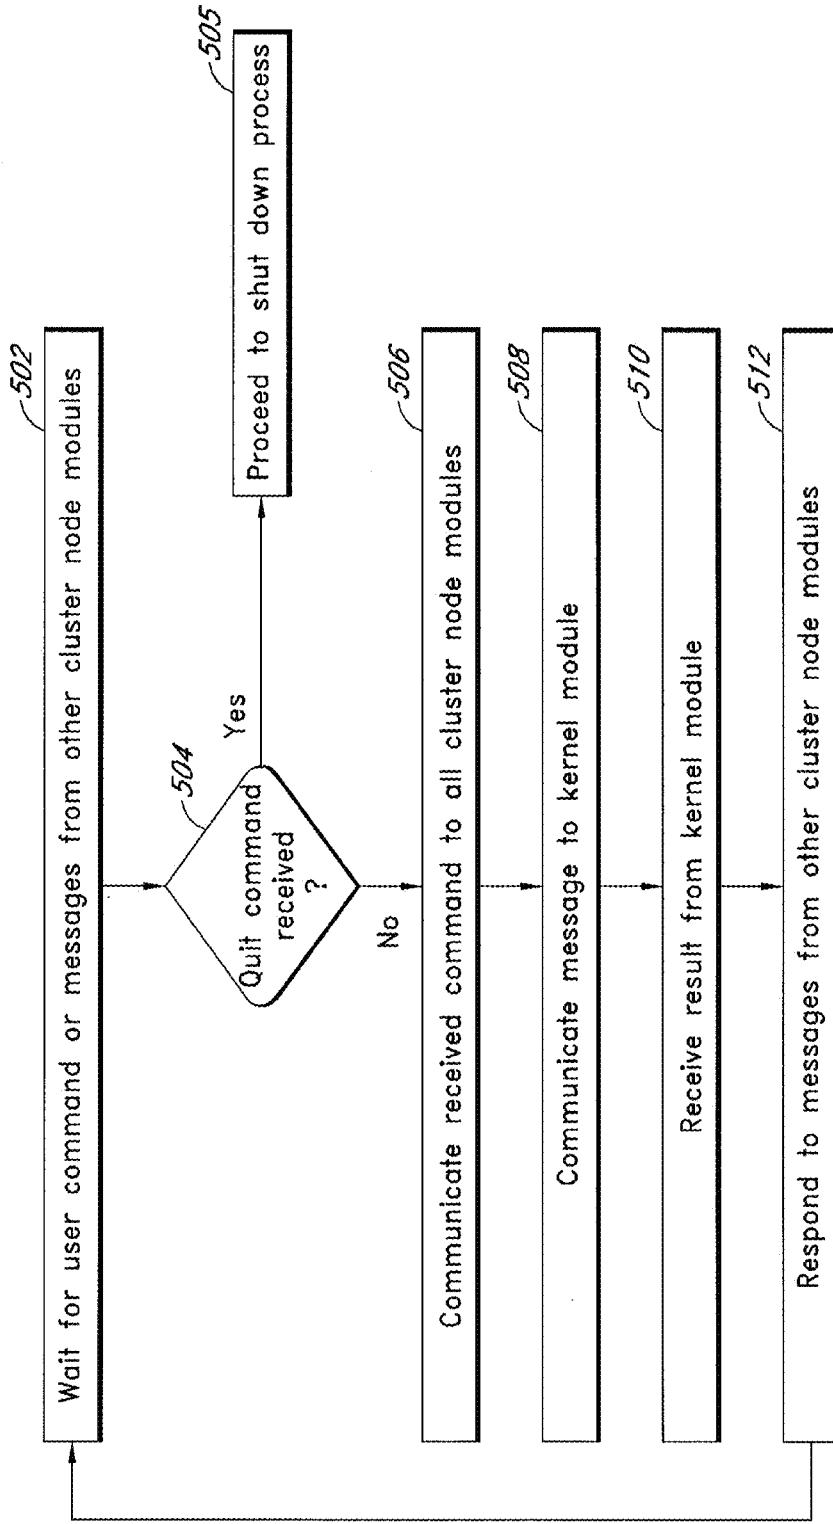 502
Wait for user command or messages from other cluster node modules
504
Quit command
received
?
Yes
505
Proceed to shut down process
No
506
Communicate received command to all cluster node modules
508
Communicate message to kernel module
510
Receive result from kernel module
512
Respond to messages from other cluster node modules